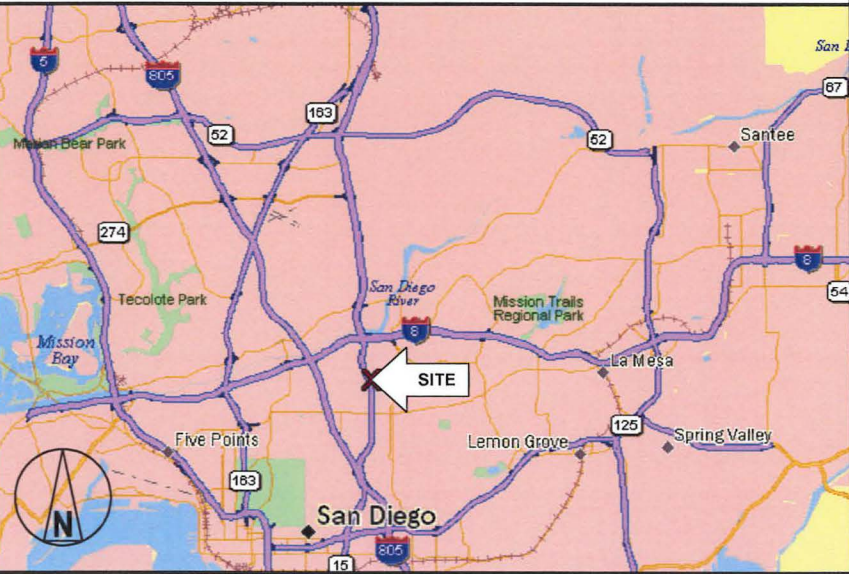 5
805
163
52
Marian Bear Park
52
San
67
Santee
274
Tecolote Park
San Diego
River
Mission Trails
Regional Park
8
54
Mission
Bay
8
SITE
La Mesa
Five Points
Lemon Grove
125
Spring Valley
163
N
San Diego
805
15